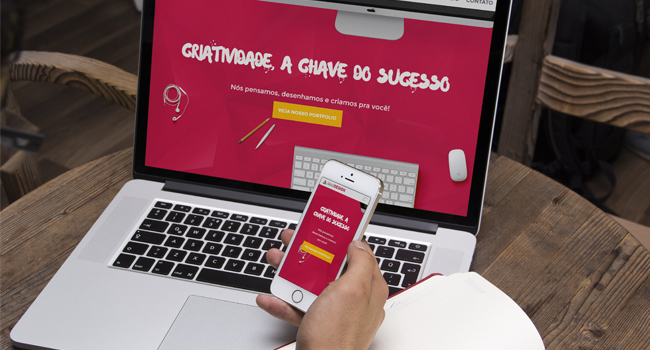 CONTATO
CRIATIVIDADE, A CHAVE DO SUCESSO
Nós pensamos, desenhamos e criamos pra você!
VEJA NOSSO PORTFOLIO
CRIATIVIDADE, A
CHAVE DO SUCESSO